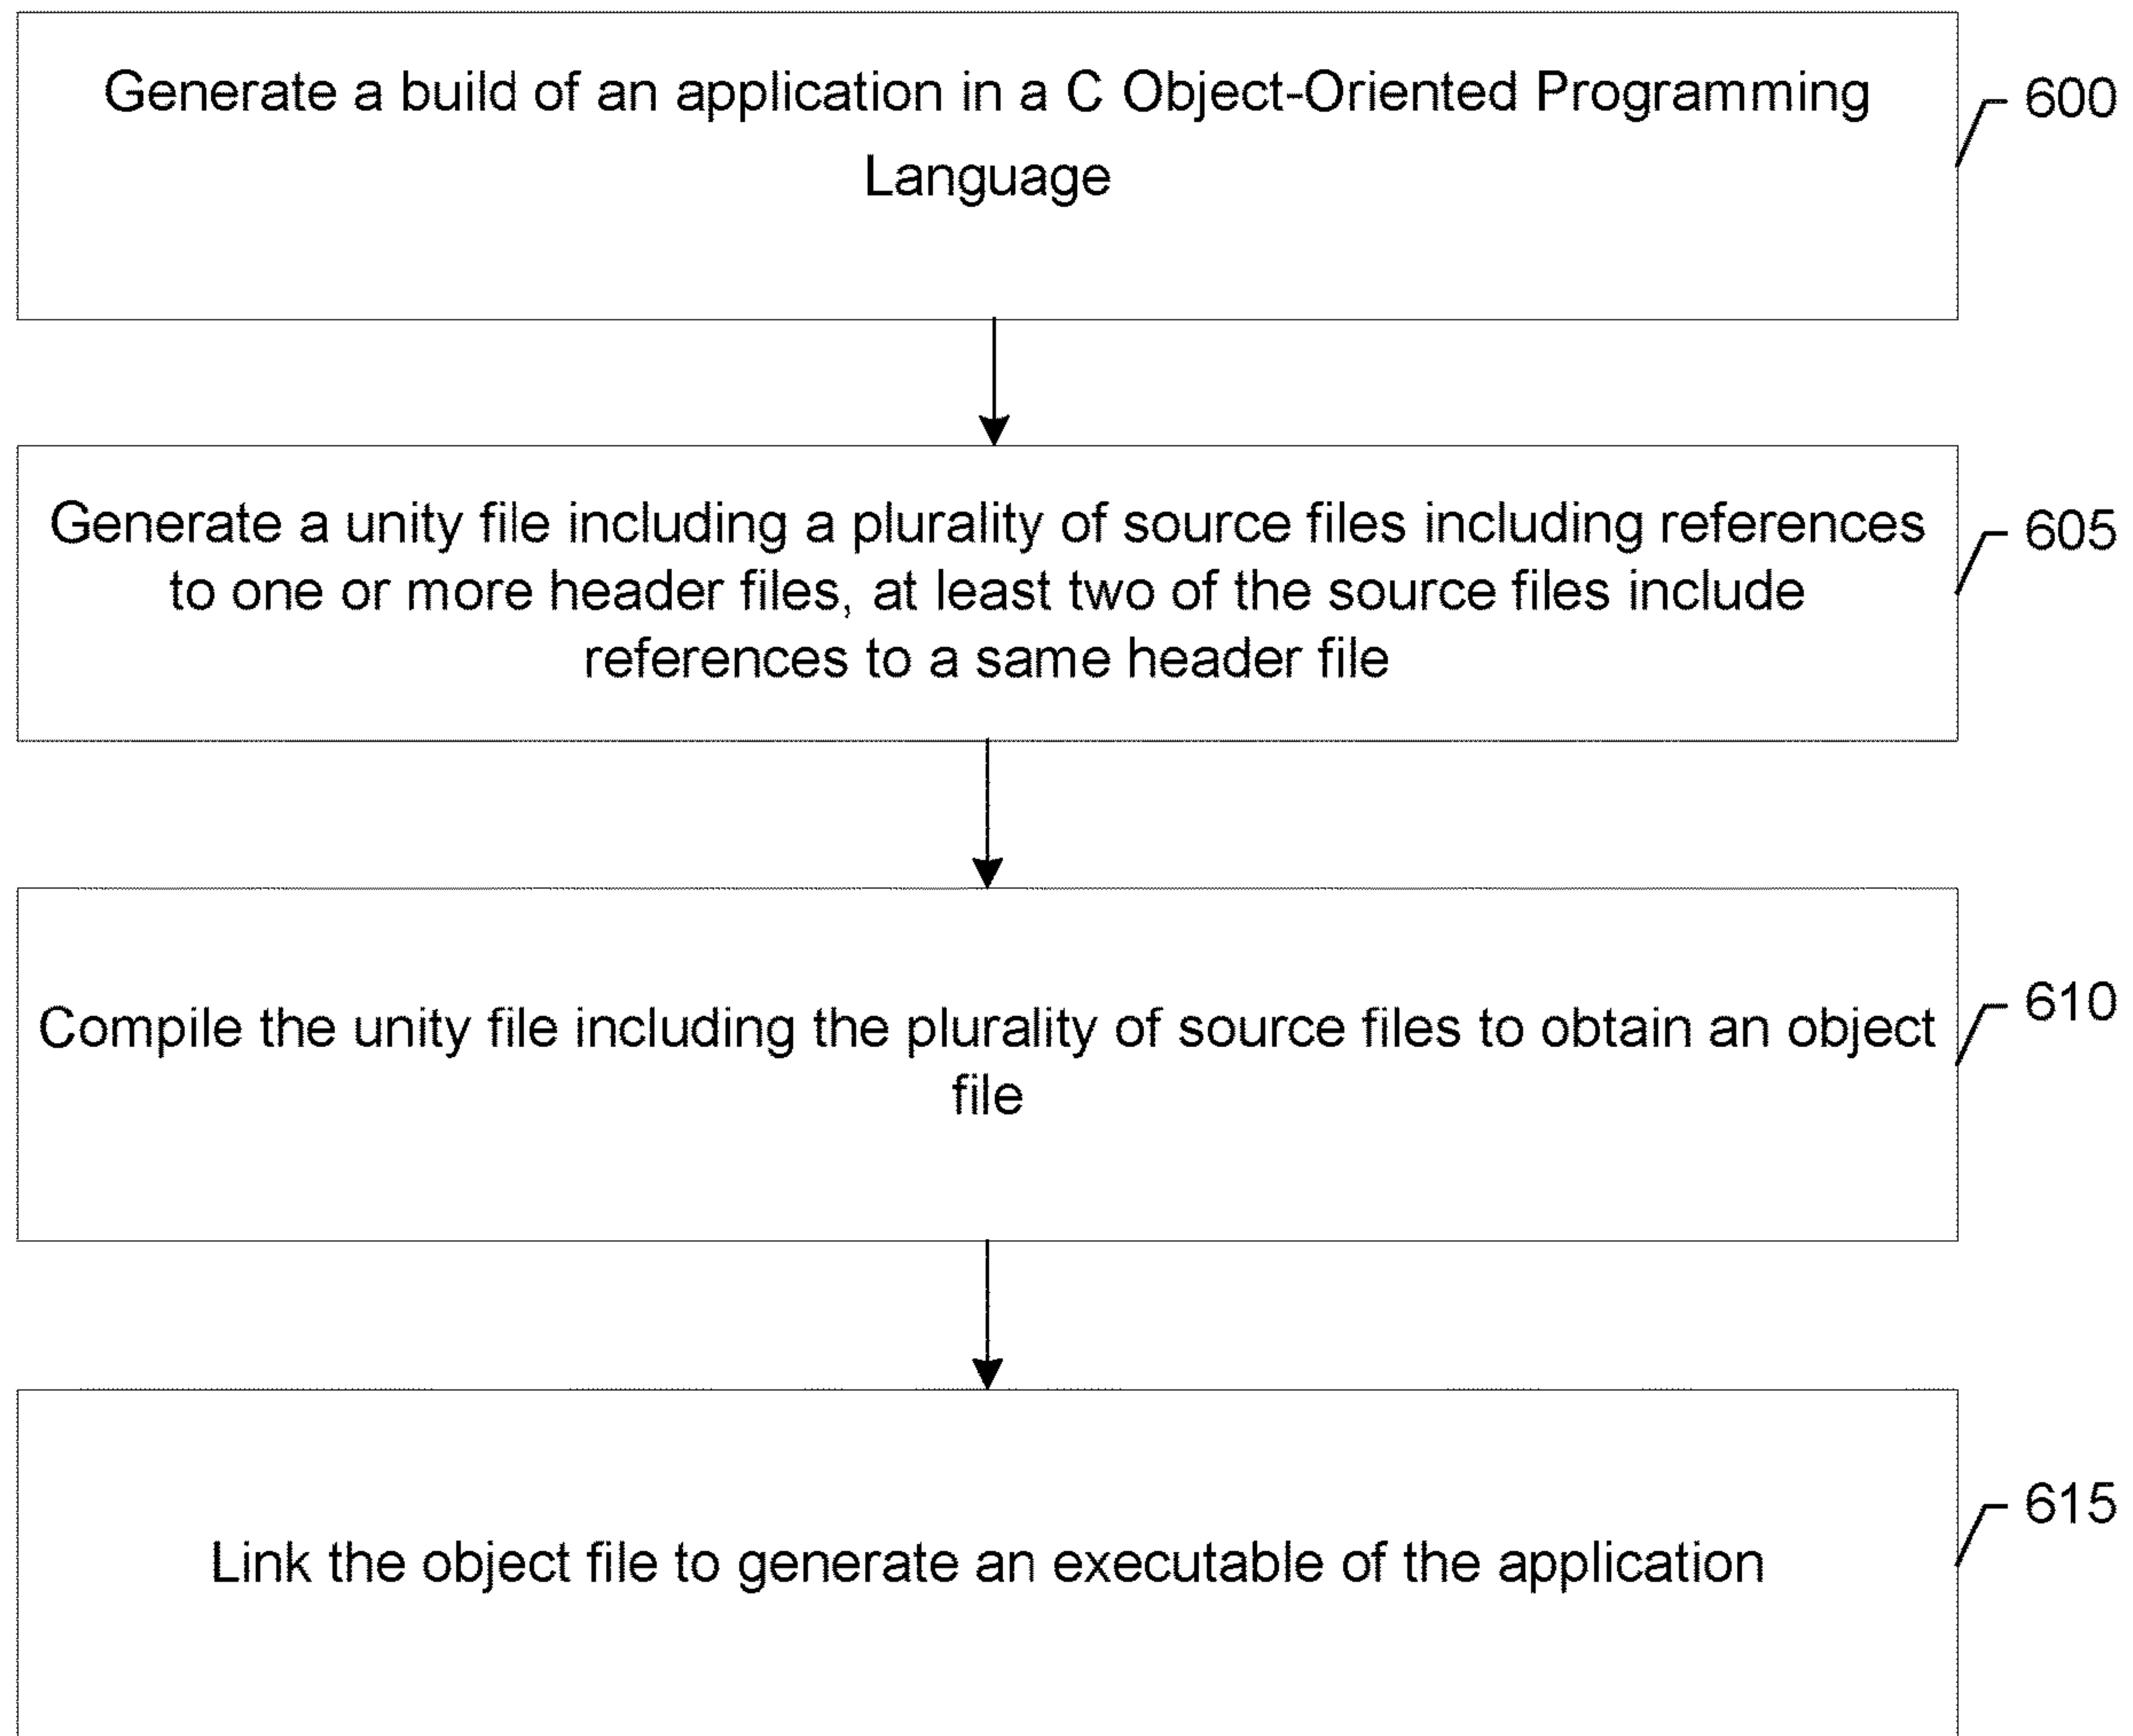 Generate a build of an application in a C Object-Oriented Programming
Language
600
Generate a unity file including a plurality of source files including references
to one or more header files, at least two of the source files include
references to a same header file
605
Compile the unity file including the plurality of source files to obtain an object
file
610
Link the object file to generate an executable of the application
615